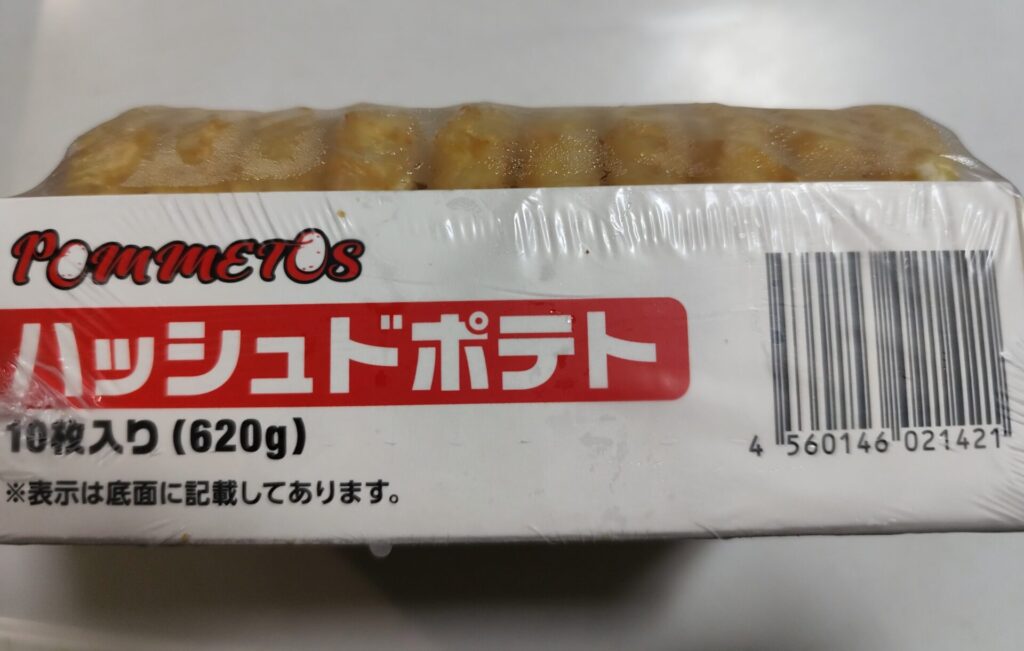 POMMETOS
ハッシュドポテト
10枚入り(620g)
※表示は底面に記載してあります。
4 560146 021421